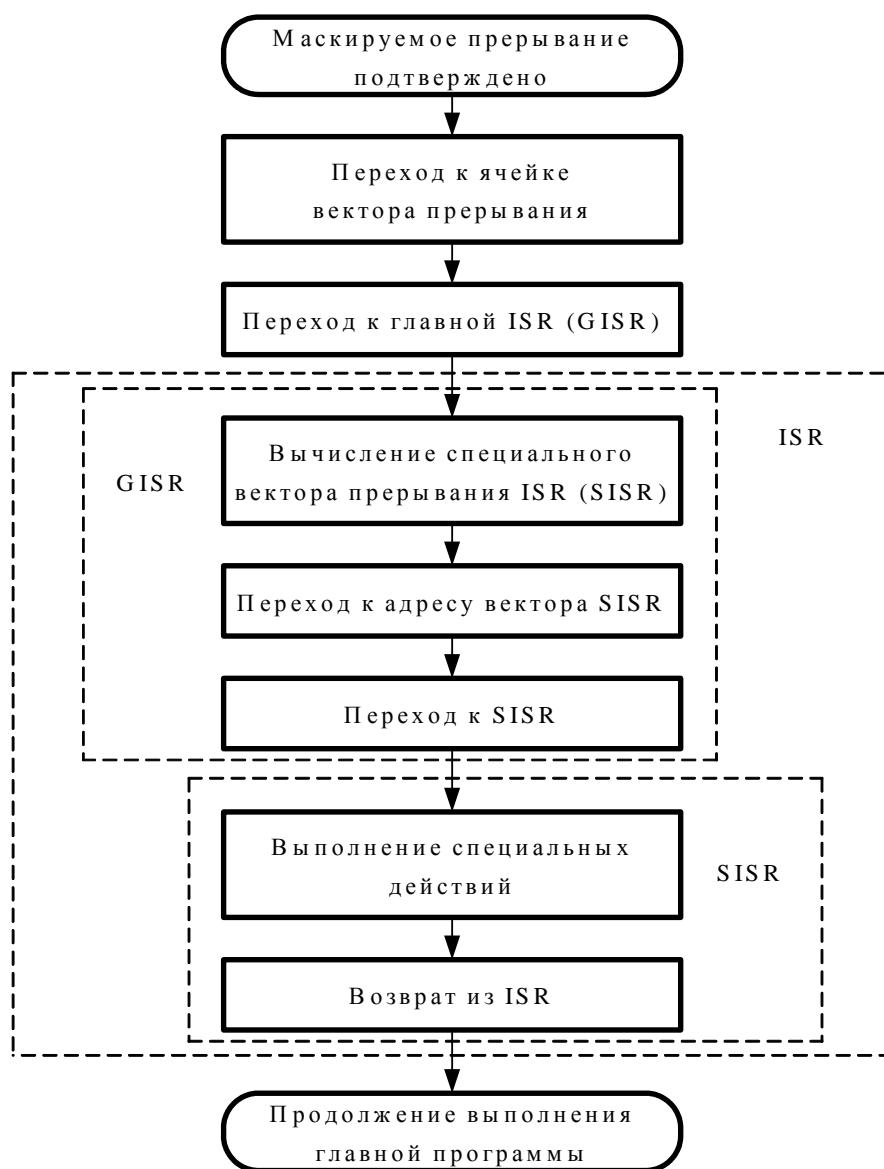 Маскируемое прерывание
подтверждено
Переход к ячейке
вектора прерывания
Переход к главной ISR (GISR)
ISR
GISR
Вычисление специального
вектора прерывания ISR (SISR)
Переход к адресу вектора SISR
Переход к SISR
Выполнение специальных
действий
SISR
Возврат из ISR
Продолжение выполнения
главной программы